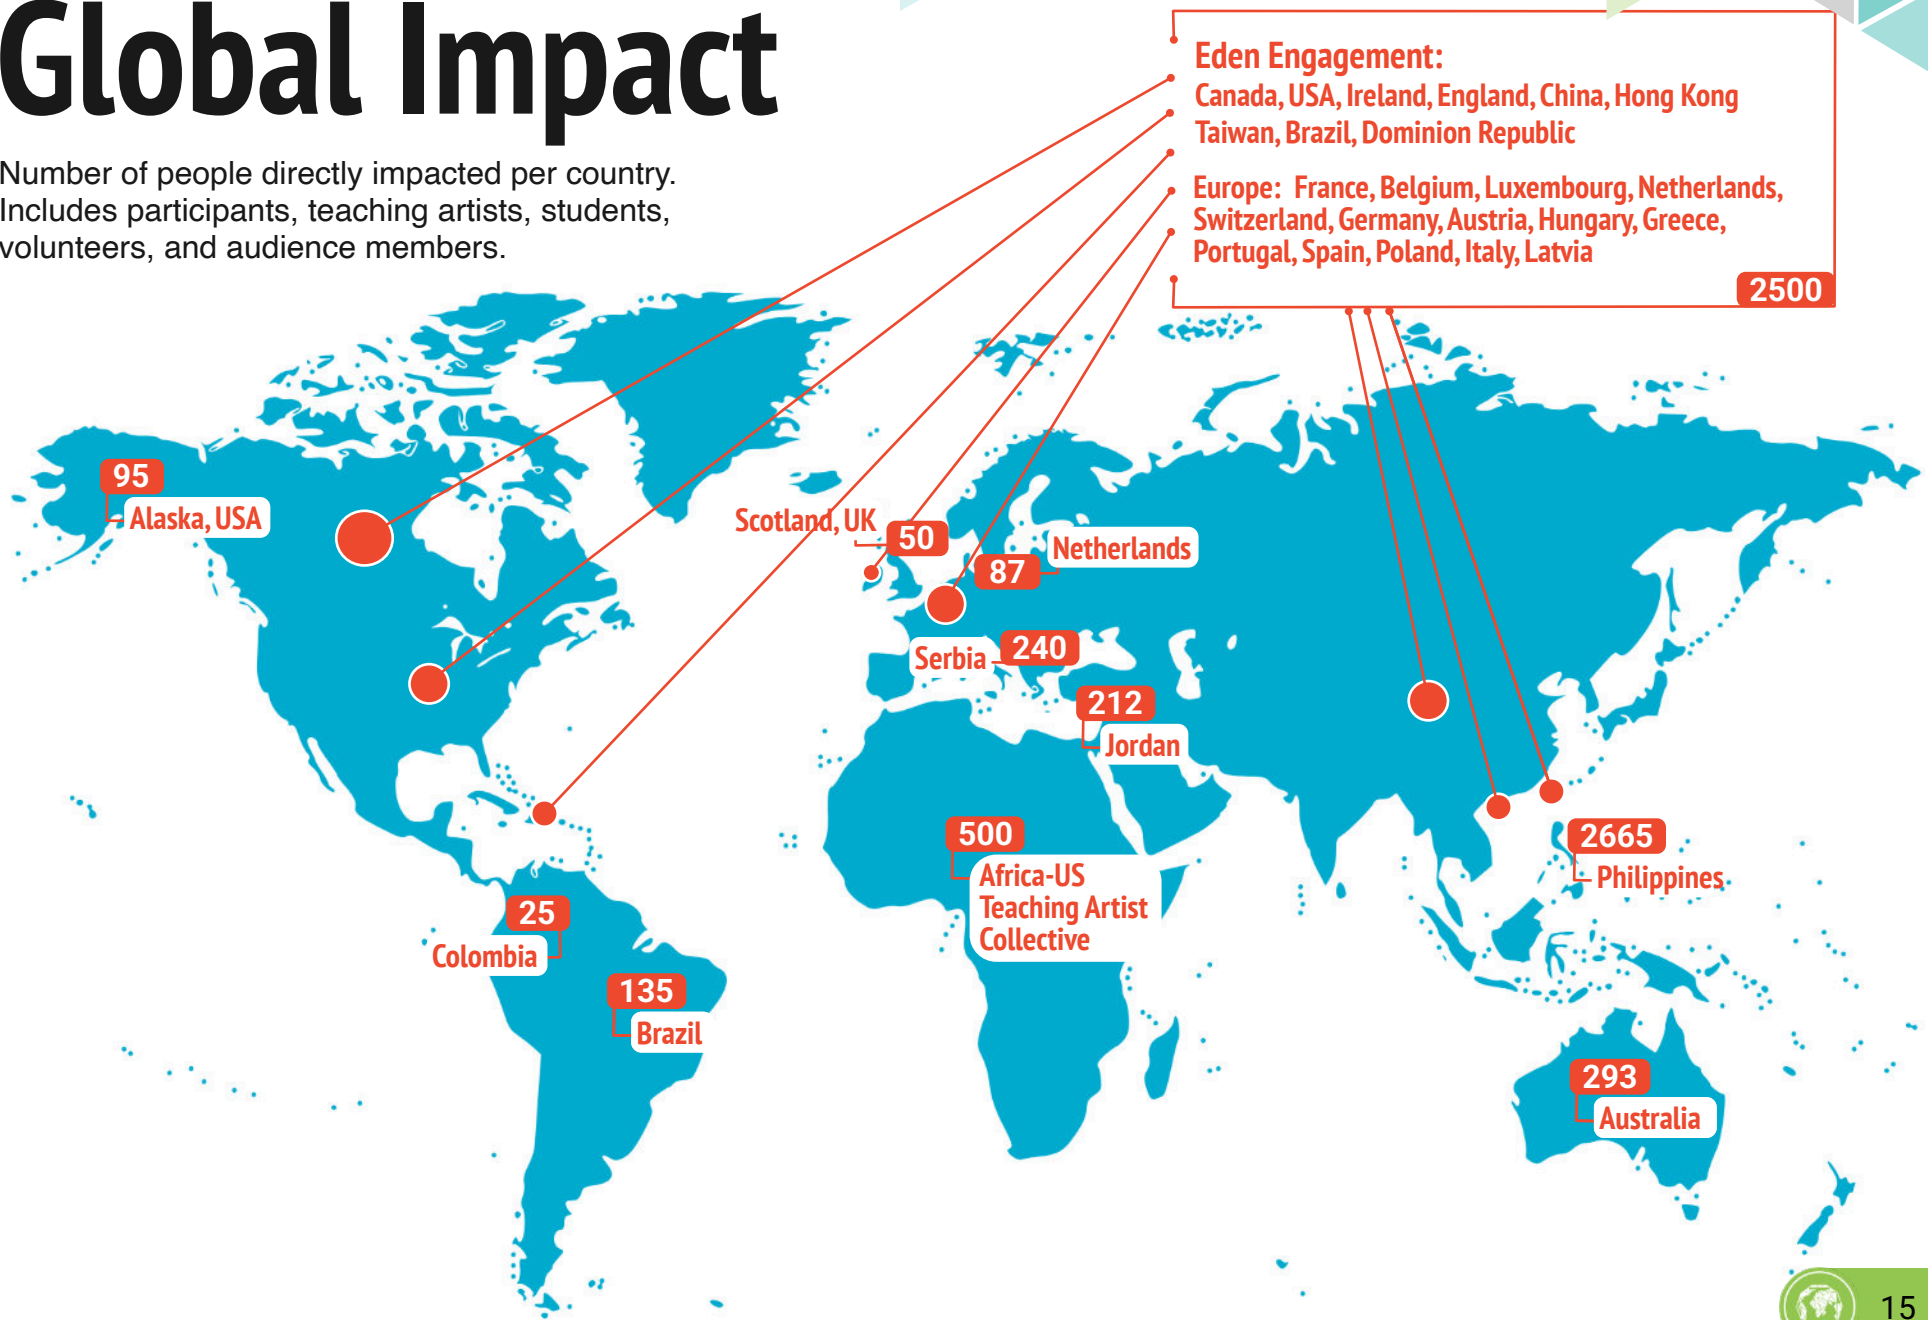 Global Impact
Number of people directly impacted per country.
Includes participants, teaching artists, students,
volunteers, and audience members.
Eden Engagement:
Canada, USA, Ireland, England, China, Hong Kong
Taiwan, Brazil, Dominion Republic
Europe: France, Belgium, Luxembourg, Netherlands,
Switzerland, Germany, Austria, Hungary, Greece,
Portugal, Spain, Poland, Italy, Latvia
2500
95
Alaska, USA
Scotland, UK
50
87
Netherlands
Serbia
240
212
Jordan
500
Africa-US
Teaching Artist
Collective
2665
Philippines
25
Colombia
135
Brazil
293
Australia
15